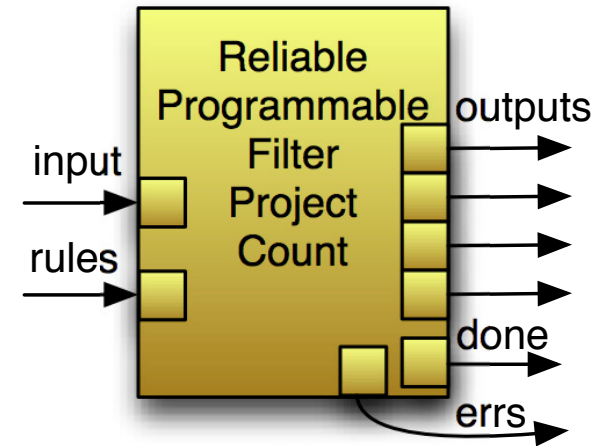 Reliable
Programmable
Filter
Project
Count
input
rules
outputs
done
errs